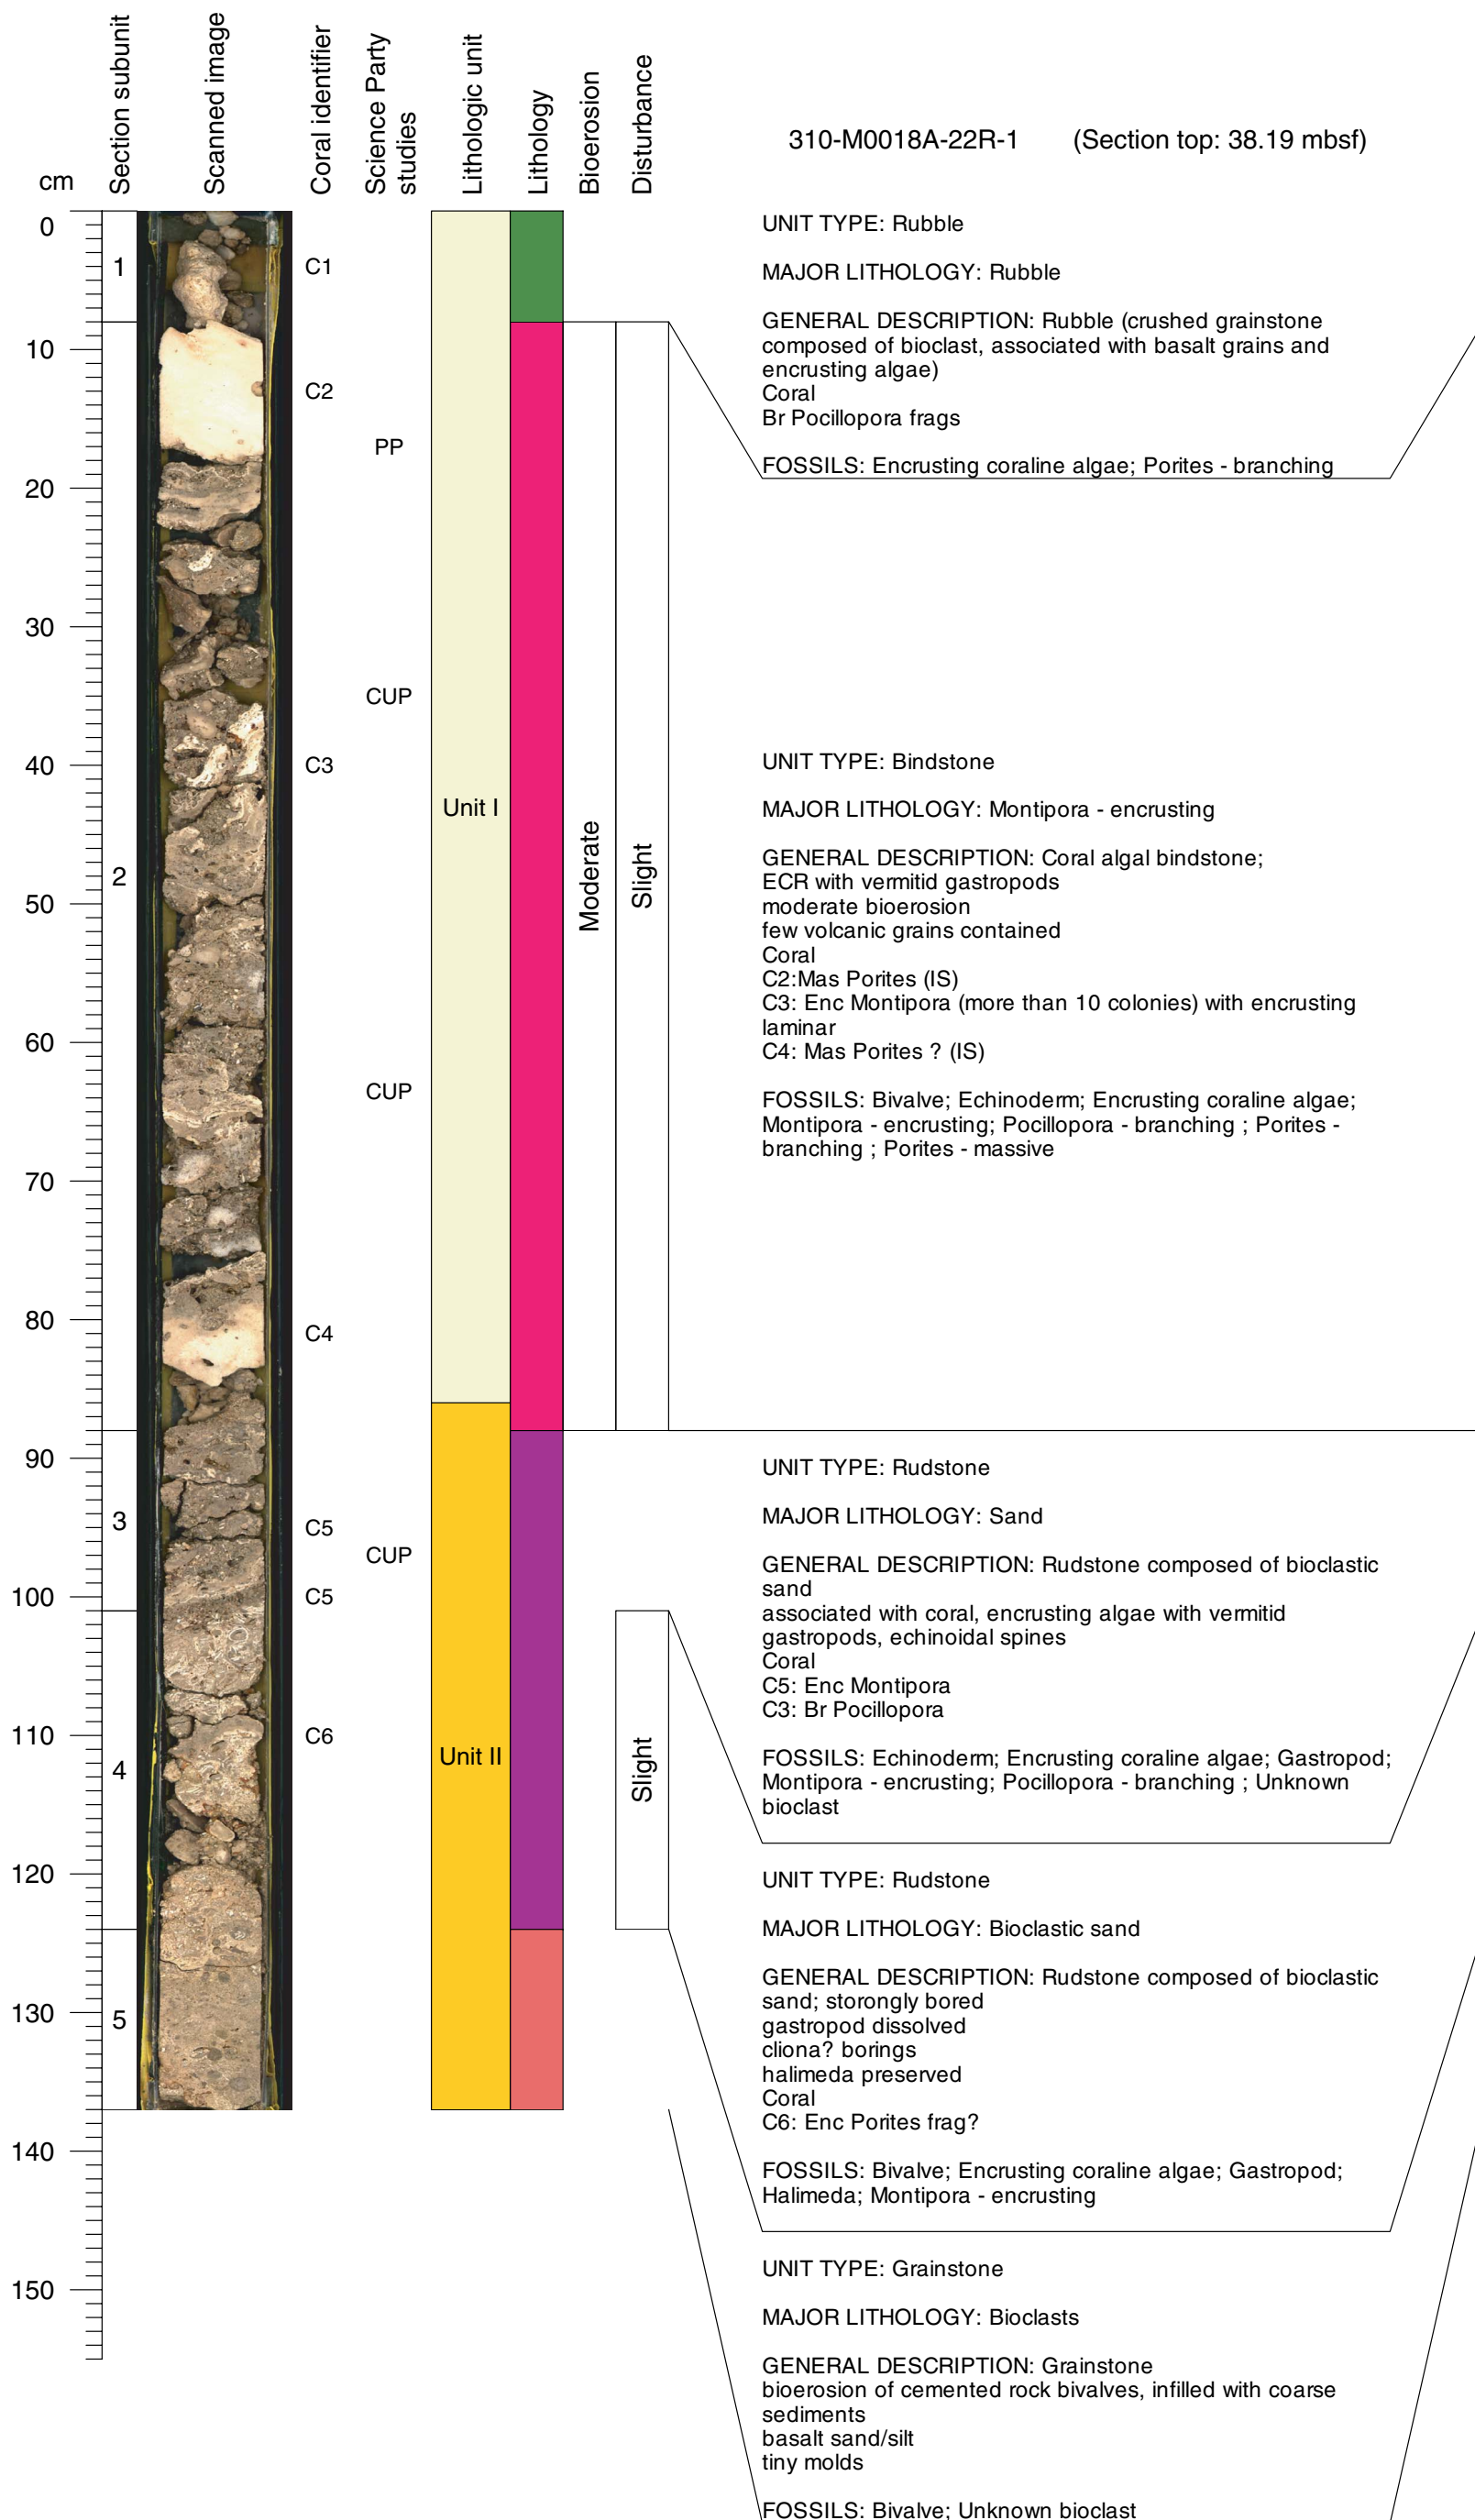 Section subunit
Scanned image
Coral identifier
Science Party
studies
Lithologic unit
Lithology
Bioerosion
Disturbance
310-M0018A-22R-1 (Section top: 38.19 mbsf)
cm
0
10
20
30
40
50
60
70
80
90
100
110
120
130
140
150
1
2
3
4
5
C1
C2
C3
C4
C5
C5
C6
PP
CUP
CUP
CUP
Unit I
Unit II
Moderate
Slight
Slight
UNIT TYPE: Rubble
MAJOR LITHOLOGY: Rubble
GENERAL DESCRIPTION: Rubble (crushed grainstone
composed of bioclast, associated with basalt grains and
encrusting algae)
Coral
Br Pocillopora frags
FOSSILS: Encrusting coraline algae; Porites - branching
UNIT TYPE: Bindstone
MAJOR LITHOLOGY: Montipora - encrusting
GENERAL DESCRIPTION: Coral algal bindstone;
ECR with vermitid gastropods
moderate bioerosion
few volcanic grains contained
Coral
C2:Mas Porites (IS)
C3: Enc Montipora (more than 10 colonies) with encrusting
laminar
C4: Mas Porites ? (IS)
FOSSILS: Bivalve; Echinoderm; Encrusting coraline algae;
Montipora - encrusting; Pocillopora - branching ; Porites -
branching ; Porites - massive
UNIT TYPE: Rudstone
MAJOR LITHOLOGY: Sand
GENERAL DESCRIPTION: Rudstone composed of bioclastic
sand
associated with coral, encrusting algae with vermitid
gastropods, echinoidal spines
Coral
C5: Enc Montipora
C3: Br Pocillopora
FOSSILS: Echinoderm; Encrusting coraline algae; Gastropod;
Montipora - encrusting; Pocillopora - branching ; Unknown
bioclast
UNIT TYPE: Rudstone
MAJOR LITHOLOGY: Bioclastic sand
GENERAL DESCRIPTION: Rudstone composed of bioclastic
sand; storongly bored
gastropod dissolved
cliona? borings
halimeda preserved
Coral
C6: Enc Porites frag?
FOSSILS: Bivalve; Encrusting coraline algae; Gastropod;
Halimeda; Montipora - encrusting
UNIT TYPE: Grainstone
MAJOR LITHOLOGY: Bioclasts
GENERAL DESCRIPTION: Grainstone
bioerosion of cemented rock bivalves, infilled with coarse
sediments
basalt sand/silt
tiny molds
FOSSILS: Bivalve; Unknown bioclast